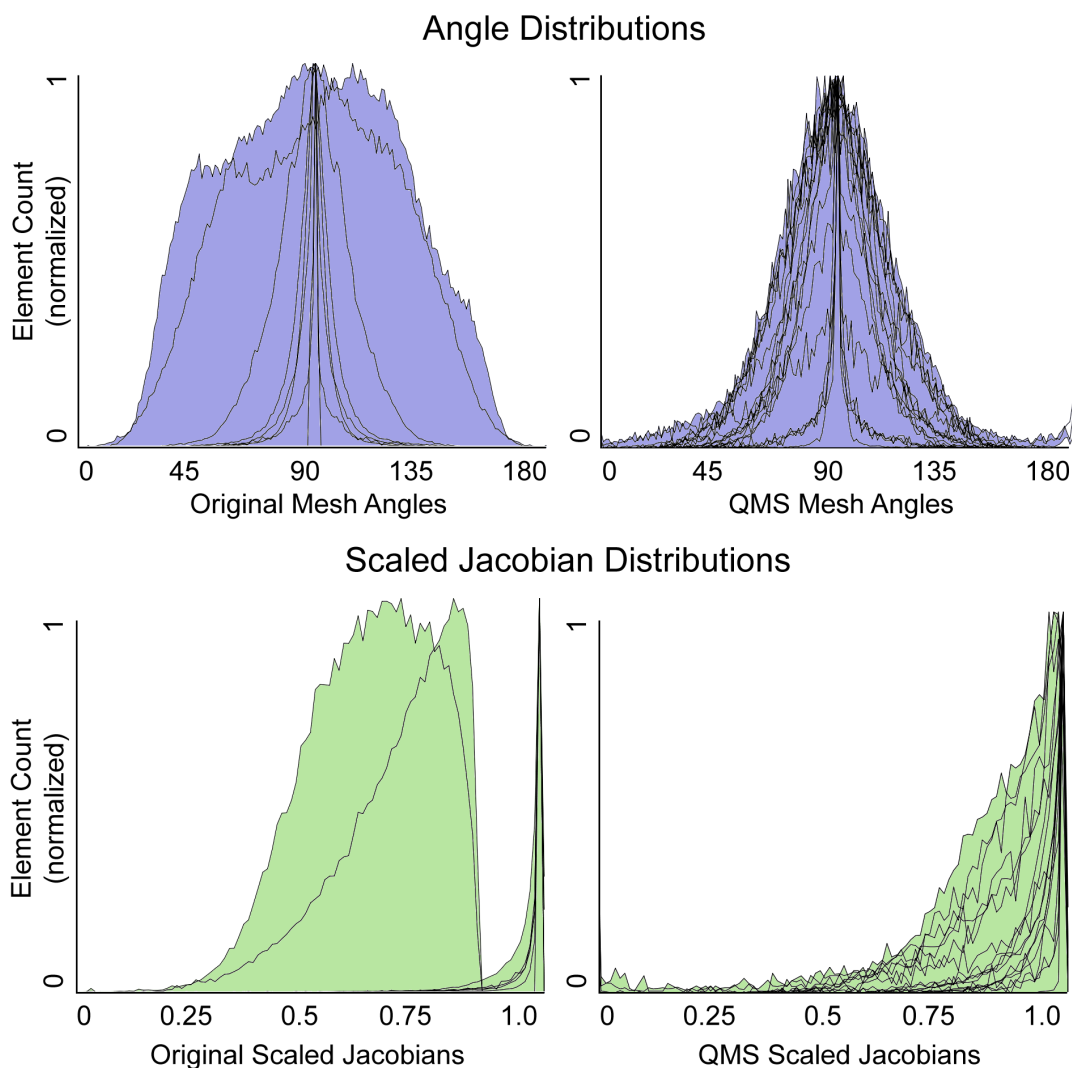 Angle Distributions
Element Count
(normalized)
1
0
0 45 90 135 180
Original Mesh Angles
1
0
0 45 90 135 180
QMS Mesh Angles
Scaled Jacobian Distributions
Element Count
(normalized)
1
0
0 0.25 0.5 0.75 1.0
Original Scaled Jacobians
1
0
0 0.25 0.5 0.75 1.0
QMS Scaled Jacobians